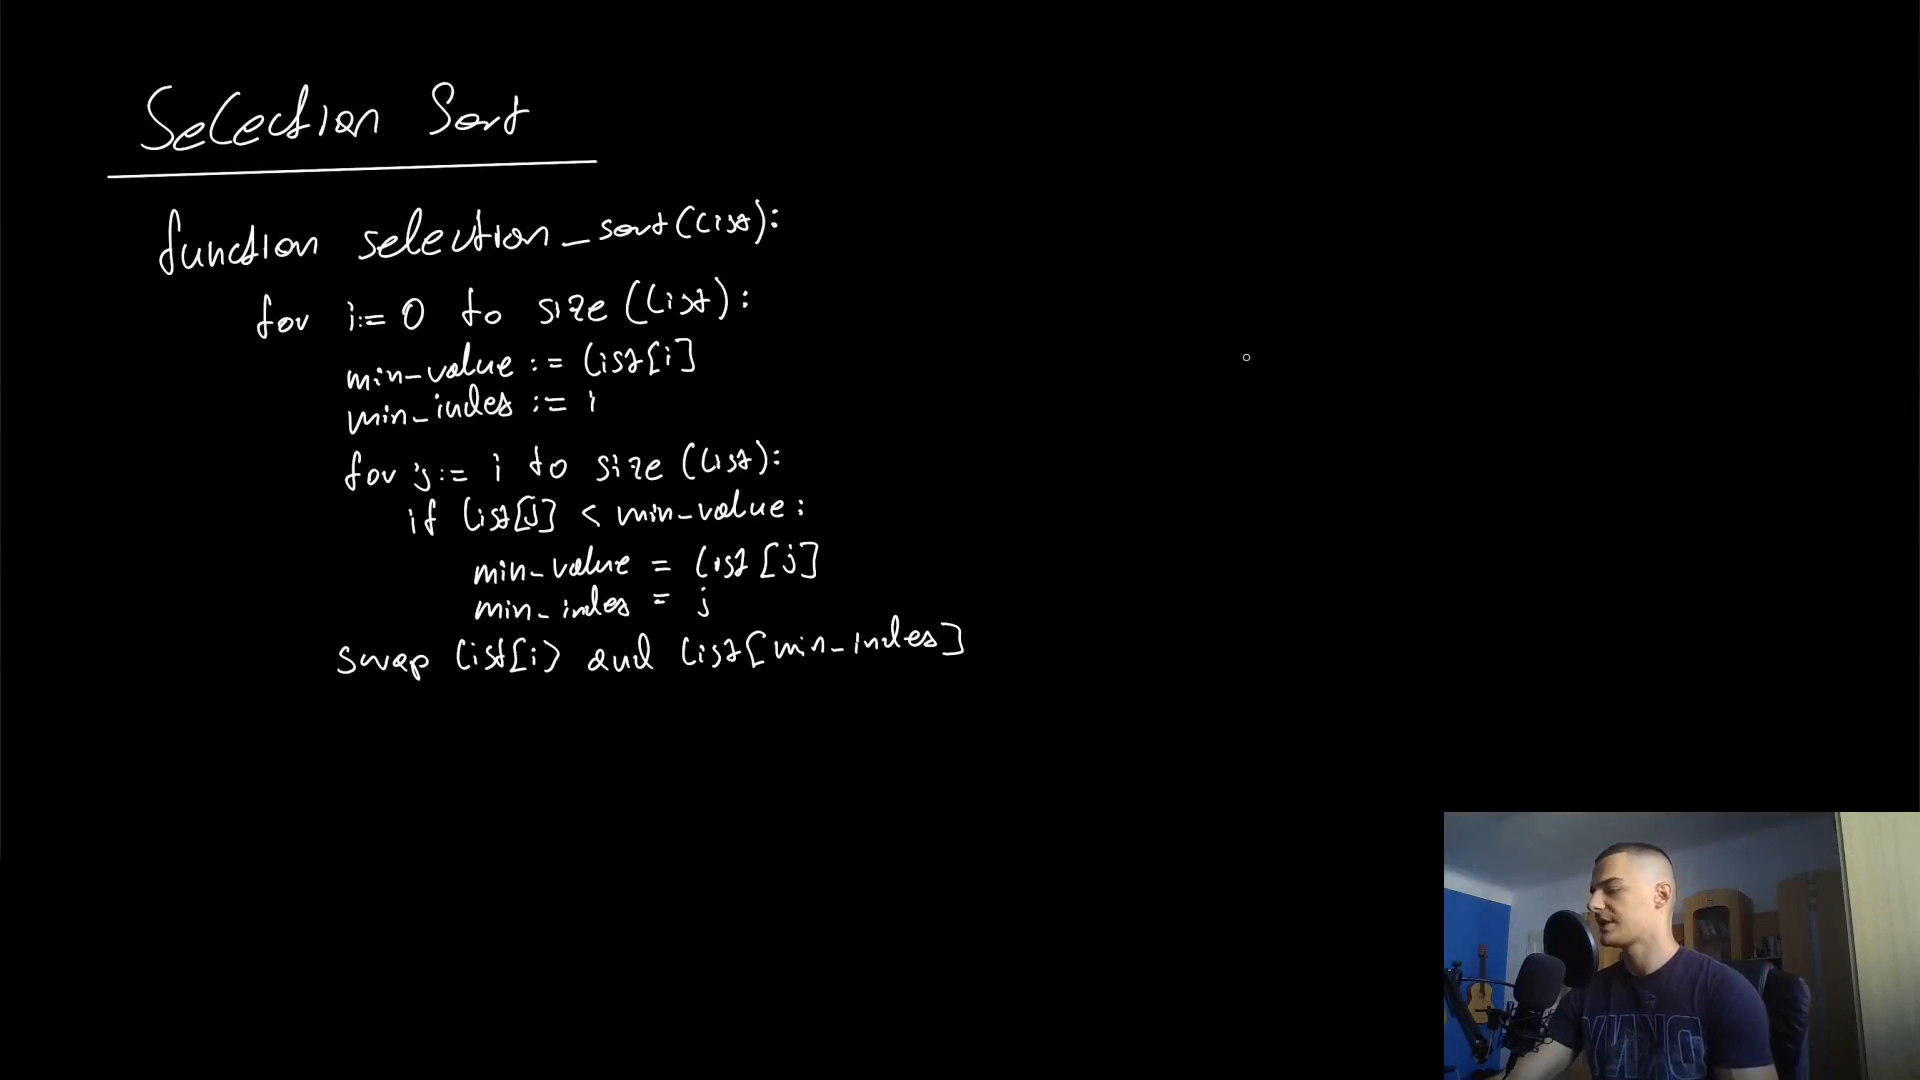 Selection Sort
function selection_sort(list):
for i:= 0 to size (list):
min-value := list[i]
min_index := i
for j:= i to size (list):
if list[j] < min-value:
min-value = list [j]
min-index = j
swap list[i] and list[min-index]
DKNY